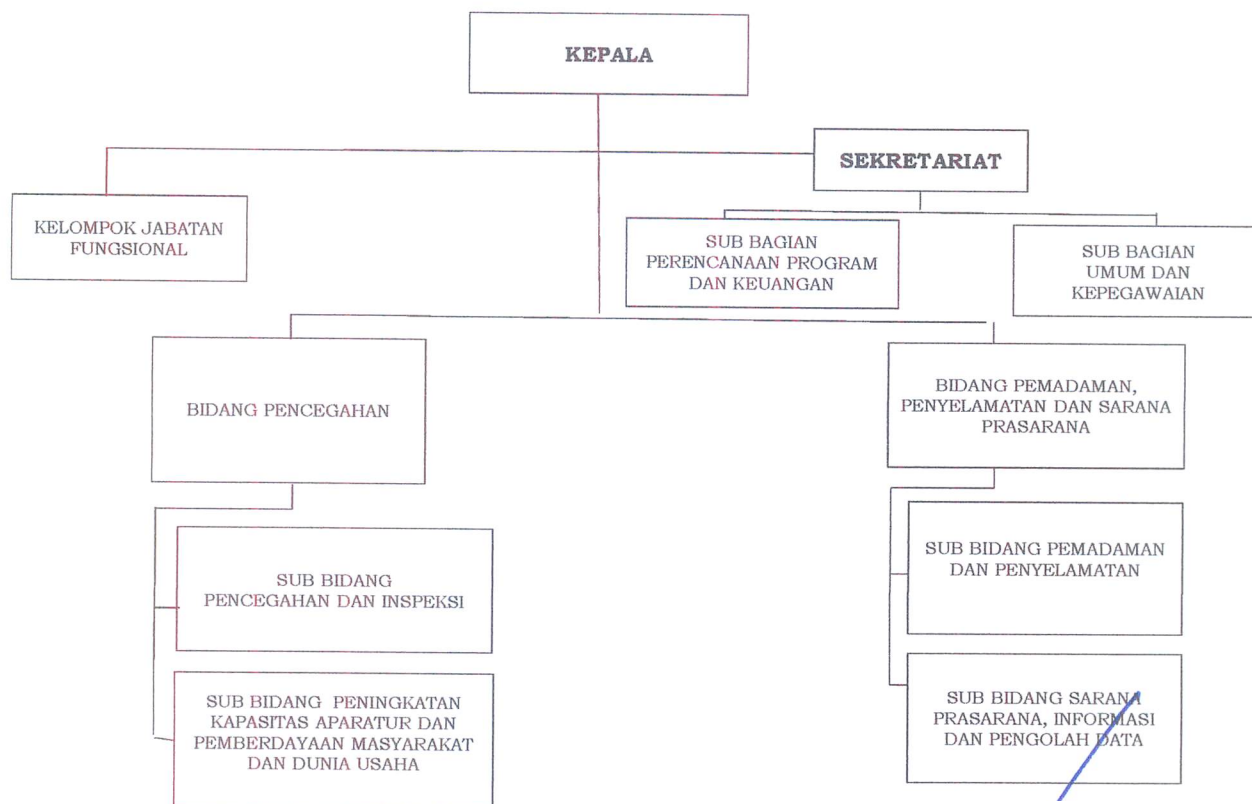 KEPALA
SEKRETARIAT
KELOMPOK JABATAN
FUNGSIONAL
SUB BAGIAN
PERENCANAAN PROGRAM
DAN KEUANGAN
SUB BAGIAN
UMUM DAN
KEPEGAWAIAN
BIDANG PENCEGAHAN
BIDANG PEMADAMAN,
PENYELAMATAN DAN SARANA
PRASARANA
SUB BIDANG
PENCEGAHAN DAN INSPEKSI
SUB BIDANG PEMADAMAN
DAN PENYELAMATAN
SUB BIDANG PENINGKATAN
KAPASITAS APARATUR DAN
PEMBERDAYAAN MASYARAKAT
DAN DUNIA USAHA
SUB BIDANG SARANA
PRASARANA, INFORMASI
DAN PENGOLAH DATA